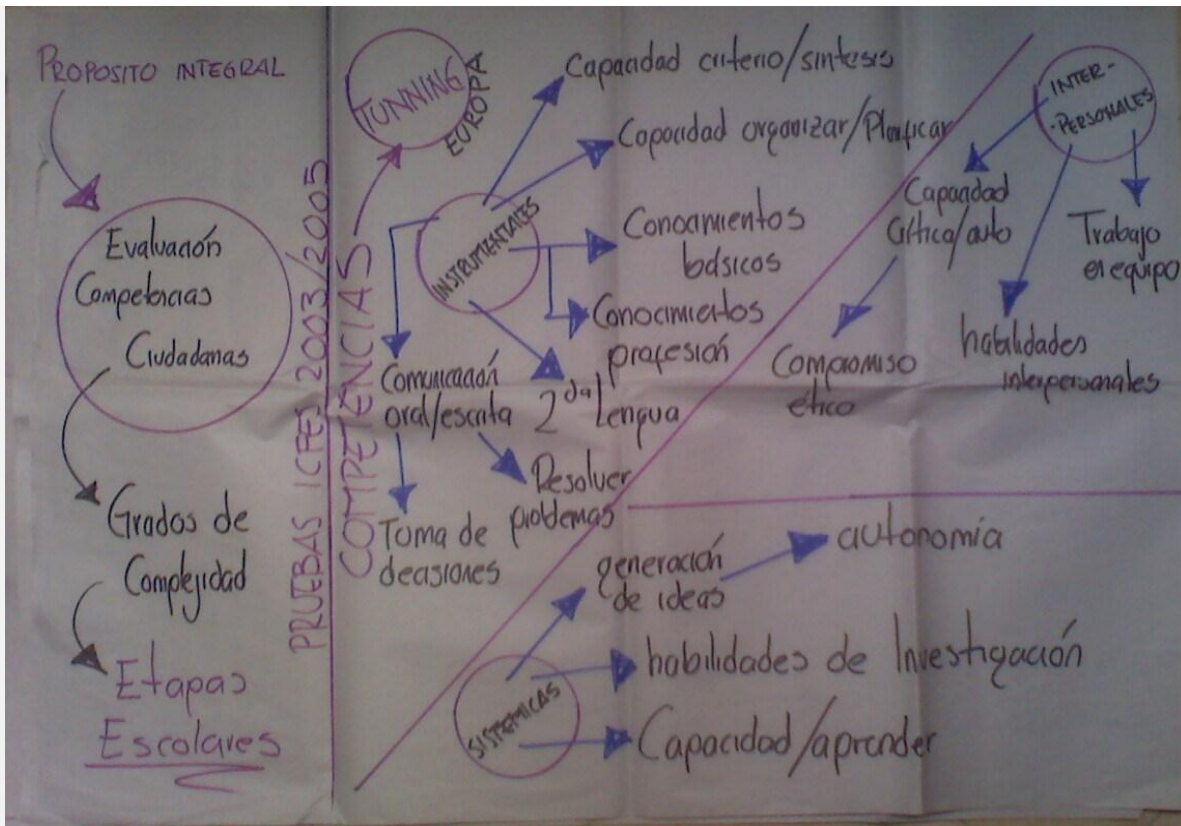 PROPOSITO INTEGRAL
Evaluación
Competencias
Ciudadanas
Grados de
Complejidad
Etapas
Escolares
PRUEBAS ICFES 2003/2005
COMPETENCIAS
TUNNING
EUROPA
INSTRUMENTALES
Capacidad criterio/sintesis
Capacidad organizar/Planificar
Conocimientos
básicos
Conocimientos
profesión
2da Lengua
Comunicación
oral/escrita
Resolver
problemas
Toma de
decisiones
INTER-
-PERSONALES
Capacidad
Crítica/auto
Compromiso
ético
habilidades
interpersonales
Trabajo
en equipo
SISTEMICAS
generación
de ideas
autonomía
habilidades de Investigación
Capacidad/aprender